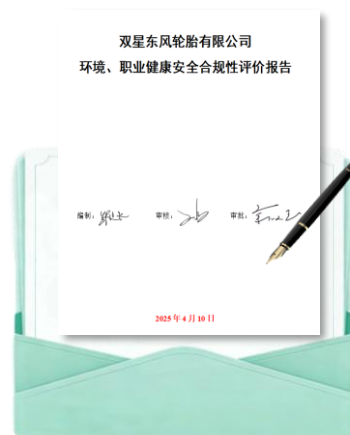 双星东风轮胎有限公司
环境、职业健康安全合规性评价报告
编制： 审核： 审批：
2025年4月10日